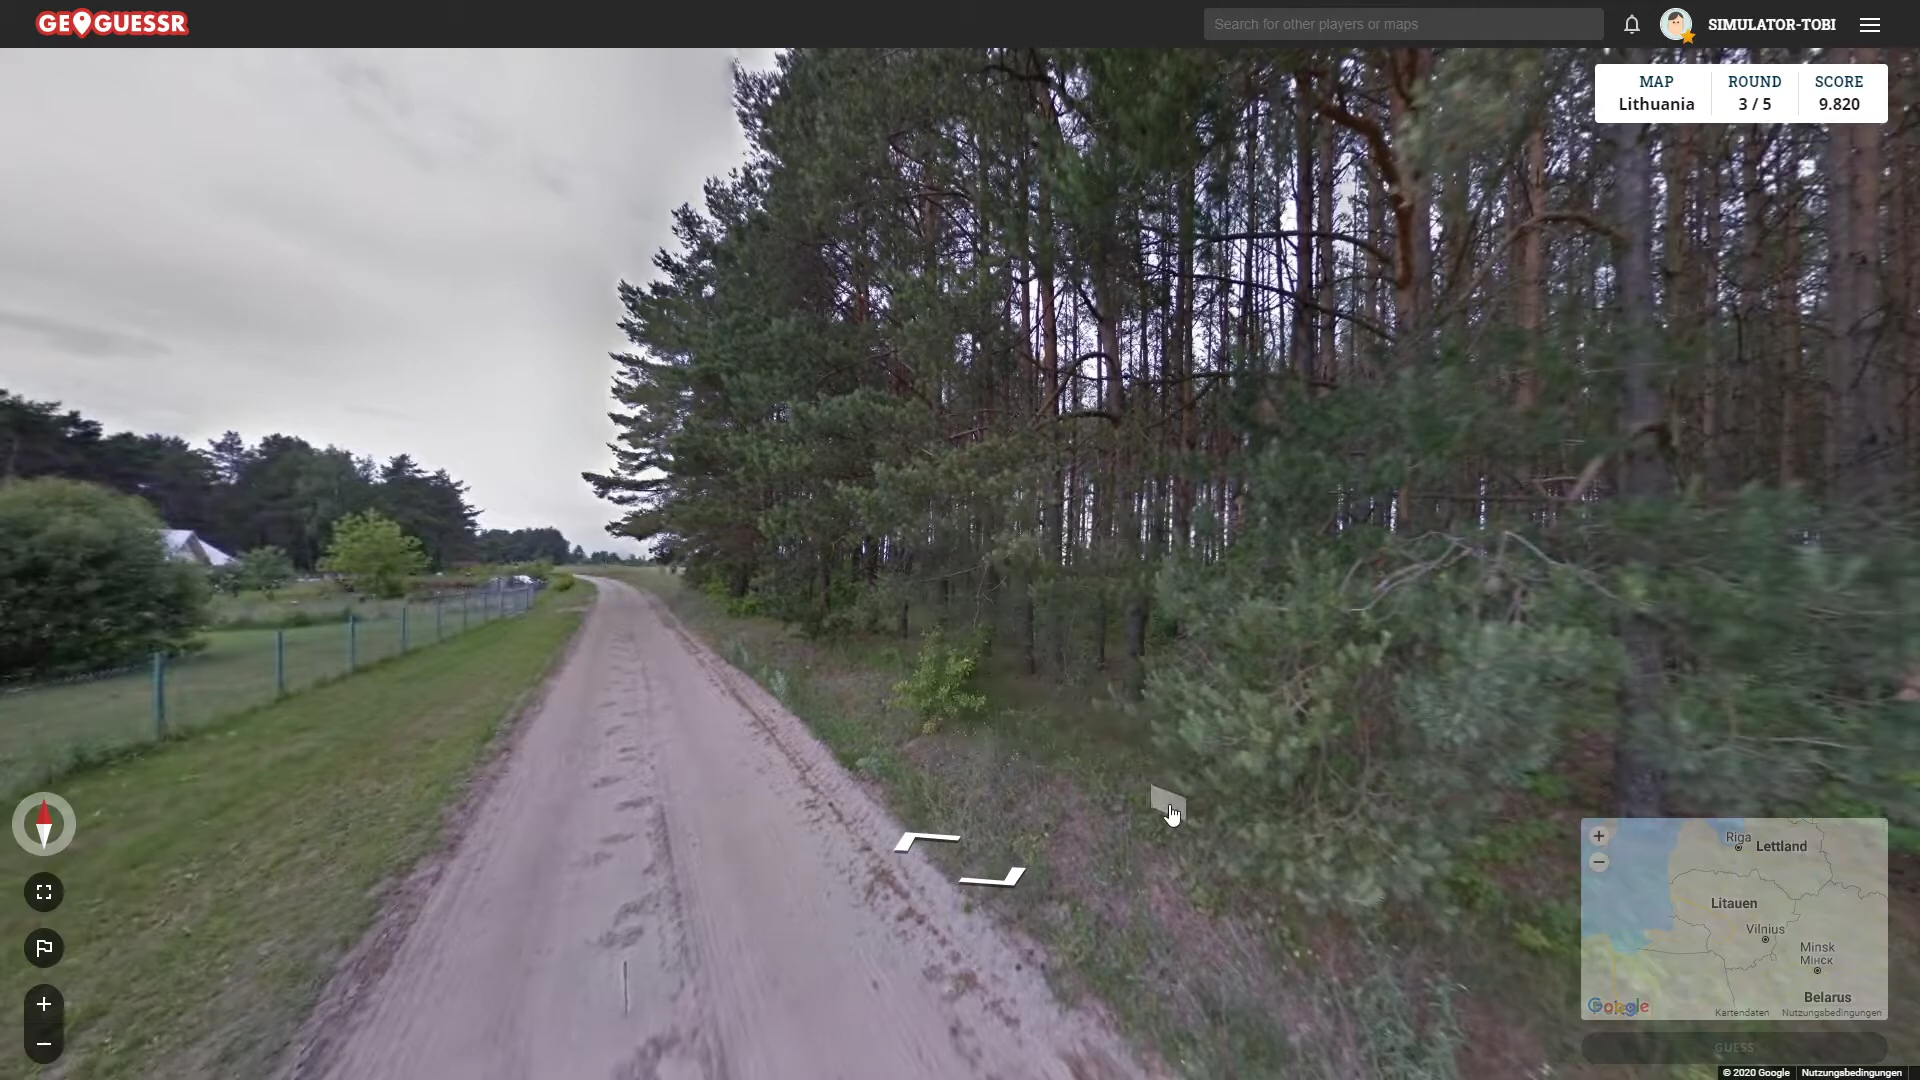 GEOGUESSR
Search for other players or maps
SIMULATOR-TOBI
MAP
Lithuania
ROUND
3 / 5
SCORE
9.820
Riga
Lettland
Litauen
Vilnius
Minsk
Мінск
Belarus
Google
Kartendaten
Nutzungsbedingungen
GUESS
© 2020 Google
Nutzungsbedingungen